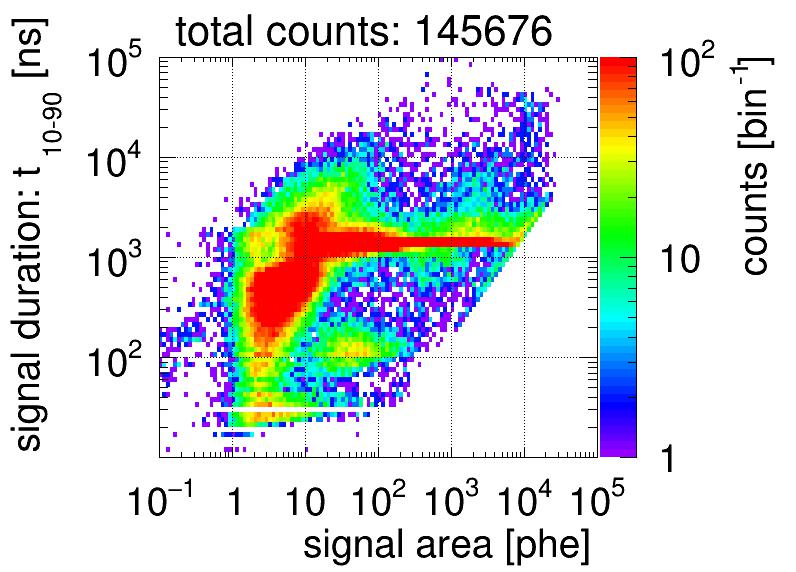 total counts: 145676
signal duration: t 10-90 [ns]
10^5
10^4
10^3
10^2
10^−1 1 10 10^2 10^3 10^4 10^5
signal area [phe]
10^2
10
1
counts [bin^-1]